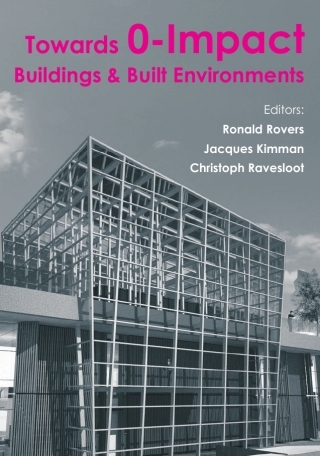 Towards 0-Impact
Buildings & Built Environments
Editors:
Ronald Rovers
Jacques Kimman
Christoph Ravesloot